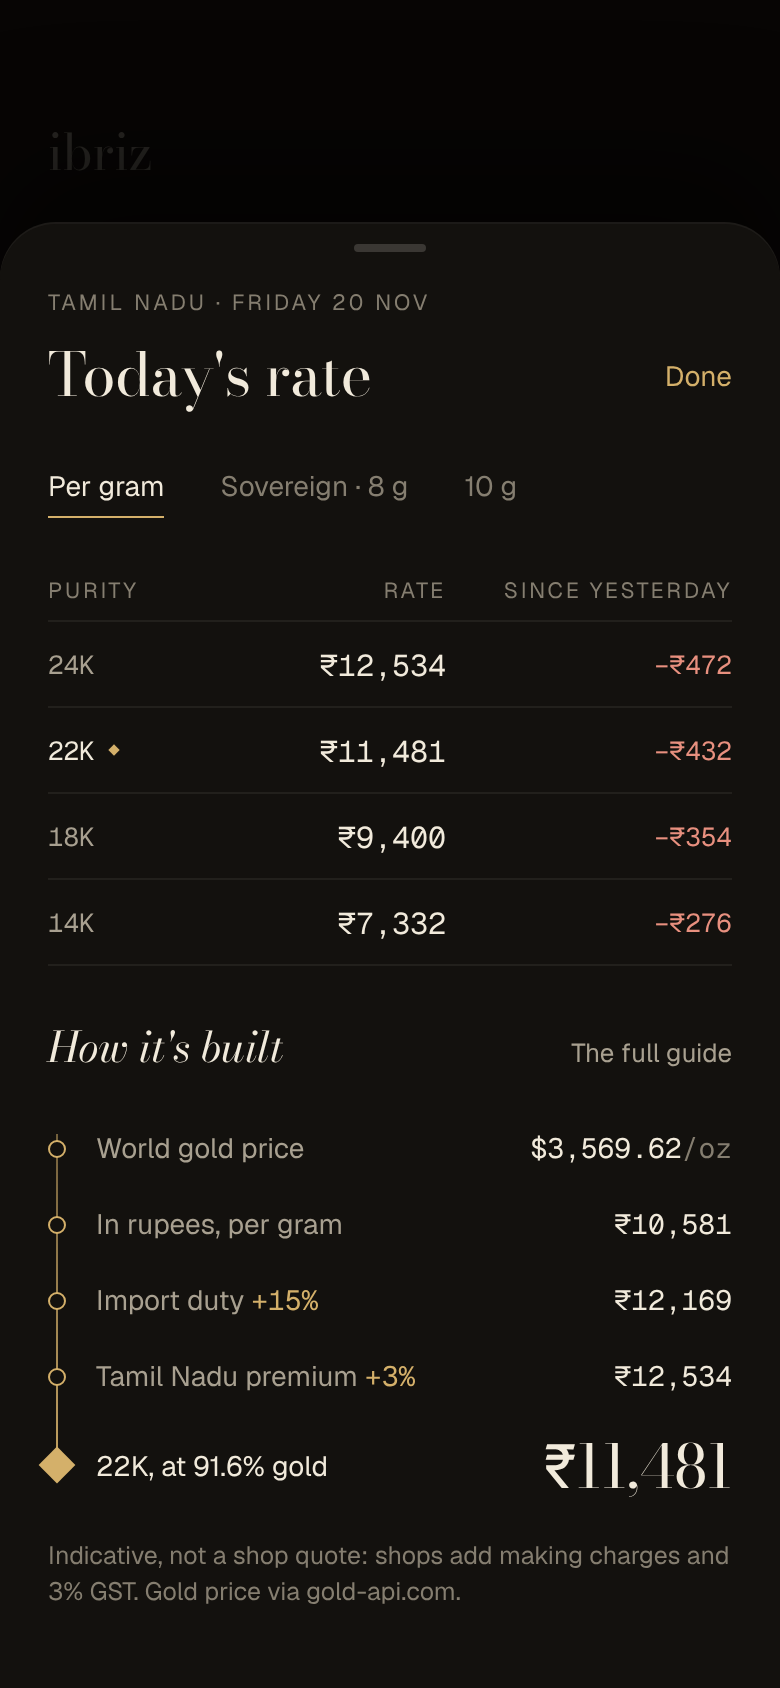 ibriz
TAMIL NADU · FRIDAY 20 NOV
Today's rate
Done
Per gram
Sovereign · 8 g
10 g
PURITY RATE SINCE YESTERDAY
24K ₹12,534 −₹472
22K ◆ ₹11,481 −₹432
18K ₹9,400 −₹354
14K ₹7,332 −₹276
How it's built
The full guide
World gold price $3,569.62/oz
In rupees, per gram ₹10,581
Import duty +15% ₹12,169
Tamil Nadu premium +3% ₹12,534
22K, at 91.6% gold ₹11,481
Indicative, not a shop quote: shops add making charges and
3% GST. Gold price via gold-api.com.